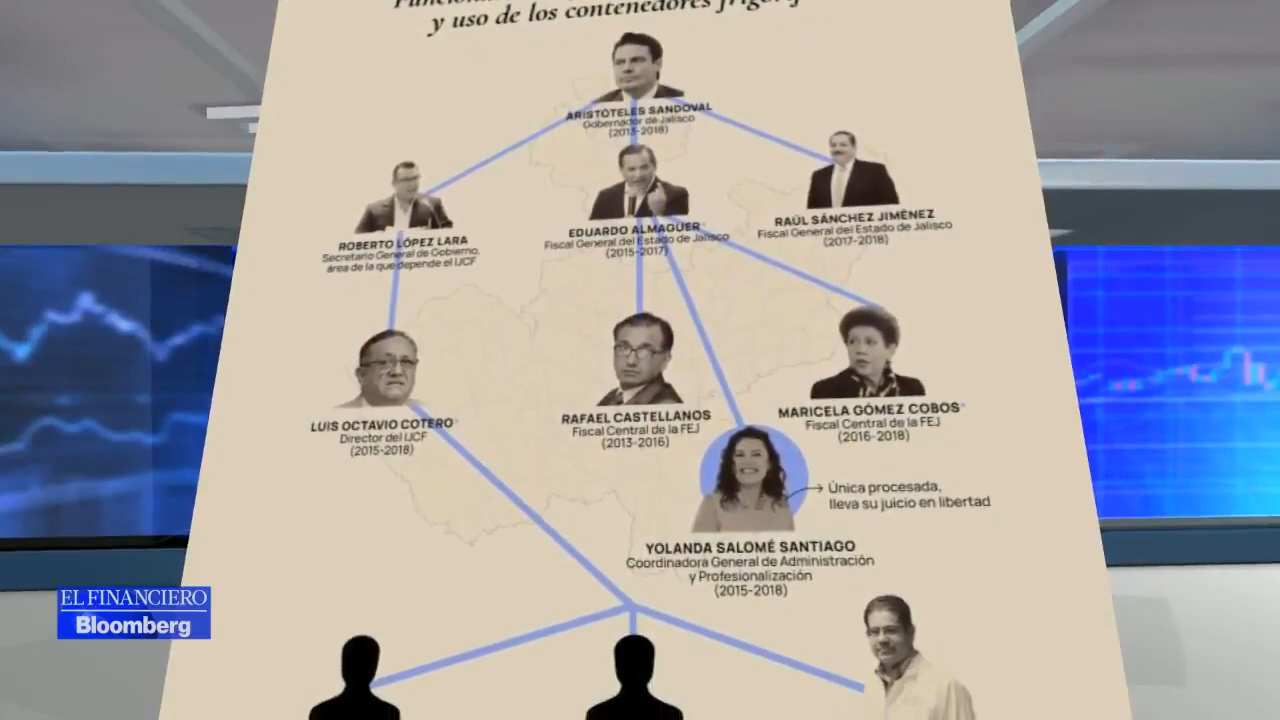 y uso de los contenedores
ARISTÓTELES SANDOVAL
Gobernador de Jalisco
(2013-2018)
ROBERTO LÓPEZ LARA
Secretario General de Gobierno,
área de la que depende el IJCF
EDUARDO ALMAGUER*
Fiscal General del Estado de Jalisco
(2015-2017)
RAÚL SÁNCHEZ JIMÉNEZ
Fiscal General del Estado de Jalisco
(2017-2018)
LUIS OCTAVIO COTERO*
Director del IJCF
(2015-2018)
RAFAEL CASTELLANOS
Fiscal Central de la FEJ
(2013-2016)
MARICELA GÓMEZ COBOS*
Fiscal Central de la FEJ
(2016-2018)
Única procesada,
lleva su juicio en libertad
YOLANDA SALOMÉ SANTIAGO
Coordinadora General de Administración
y Profesionalización
(2015-2018)
EL FINANCIERO
Bloomberg